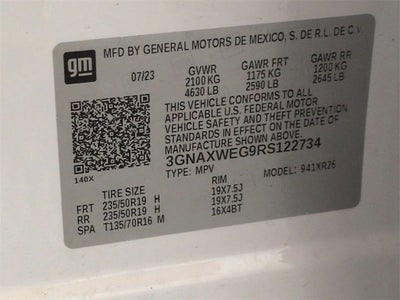 gm MFD BY GENERAL MOTORS DE MEXICO, S. DE R.L. DE C.V.
07/23 GVWR GAWR FRT GAWR RR
2100 KG 1175 KG 1200 KG
4630 LB 2590 LB 2645 LB
THIS VEHICLE CONFORMS TO ALL
APPLICABLE U.S. FEDERAL MOTOR
VEHICLE SAFETY AND BUMPER
STANDARDS IN EFFECT ON THE DATE OF
MANUFACTURE SHOWN ABOVE.
3GNAXWEG9RS122734
140X TYPE: MPV MODEL: 941XR26
TIRE SIZE RIM
FRT 235/50R19 H 19X7.5J
RR 235/50R19 H 19X7.5J
SPA T135/70R16 M 16X4BT